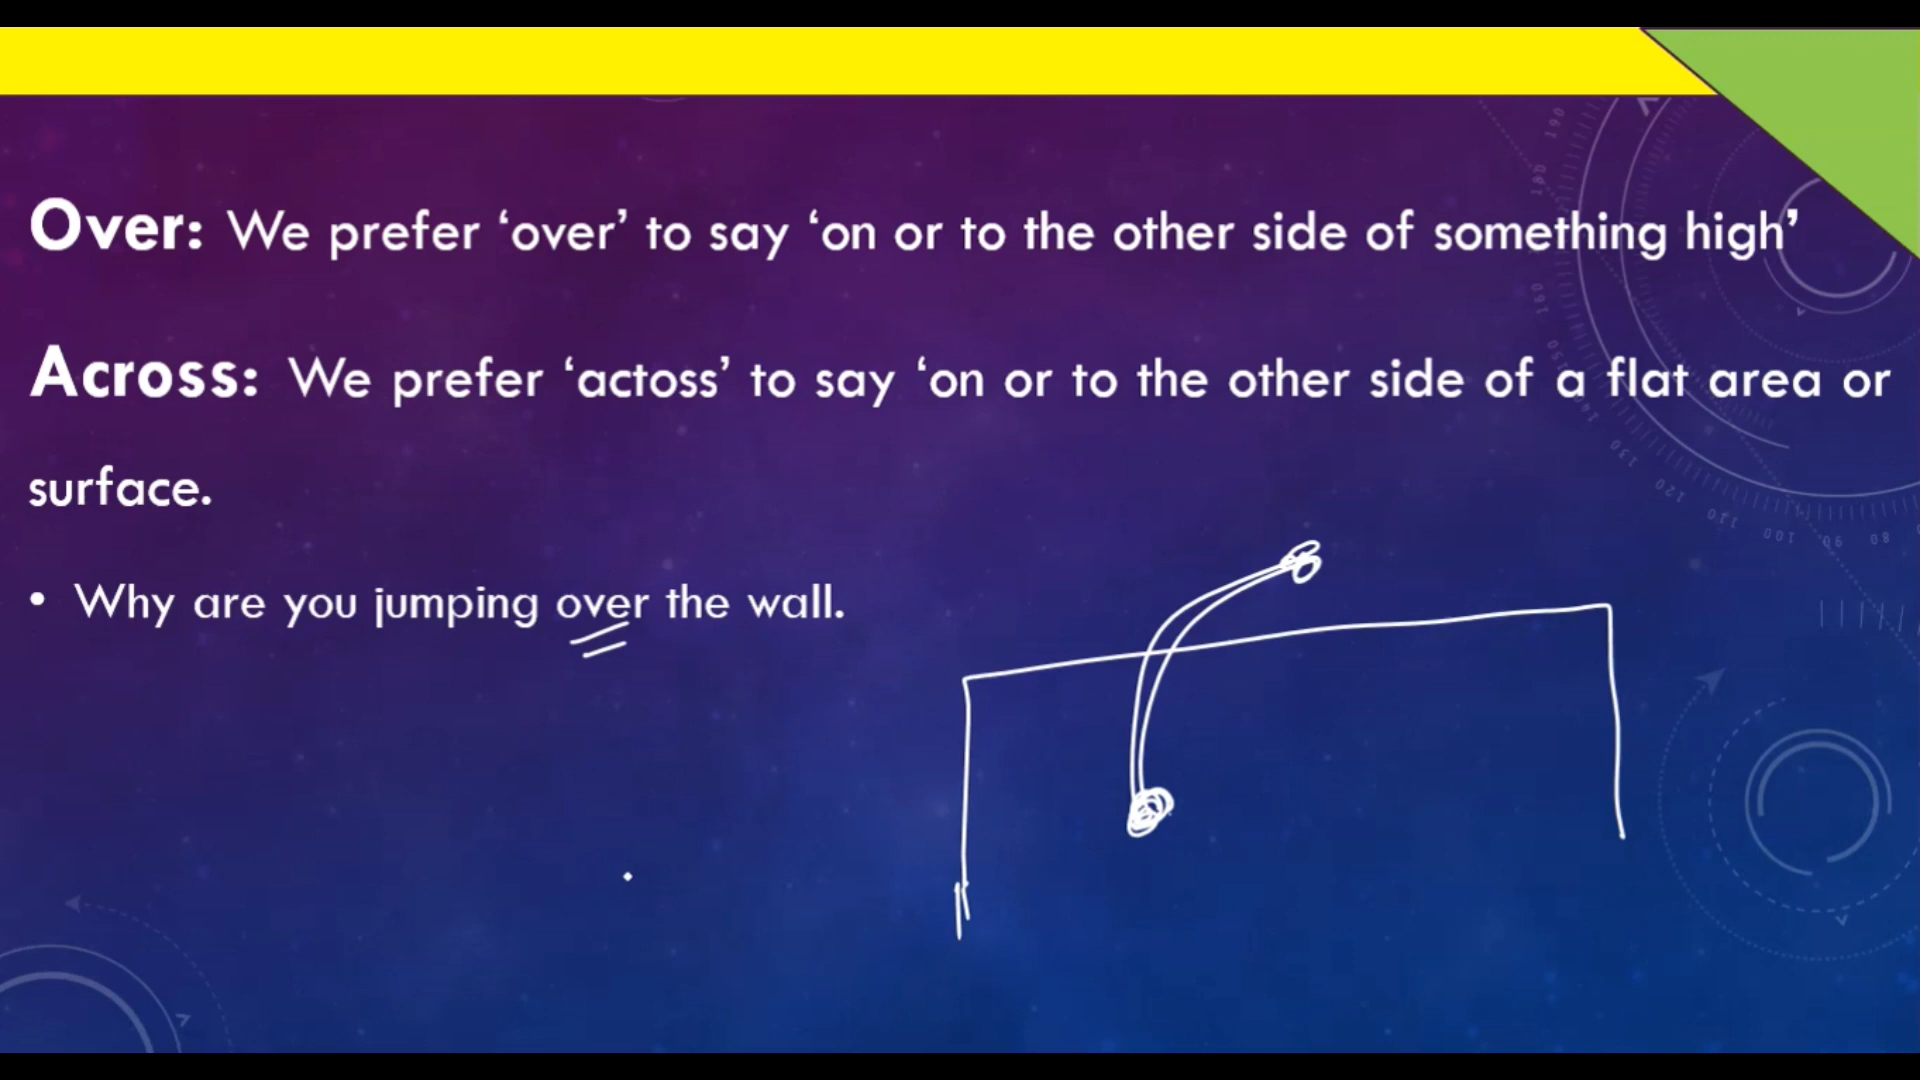 Over: We prefer ‘over’ to say ‘on or to the other side of something high’
Across: We prefer ‘actoss’ to say ‘on or to the other side of a flat area or
surface.
• Why are you jumping over the wall.